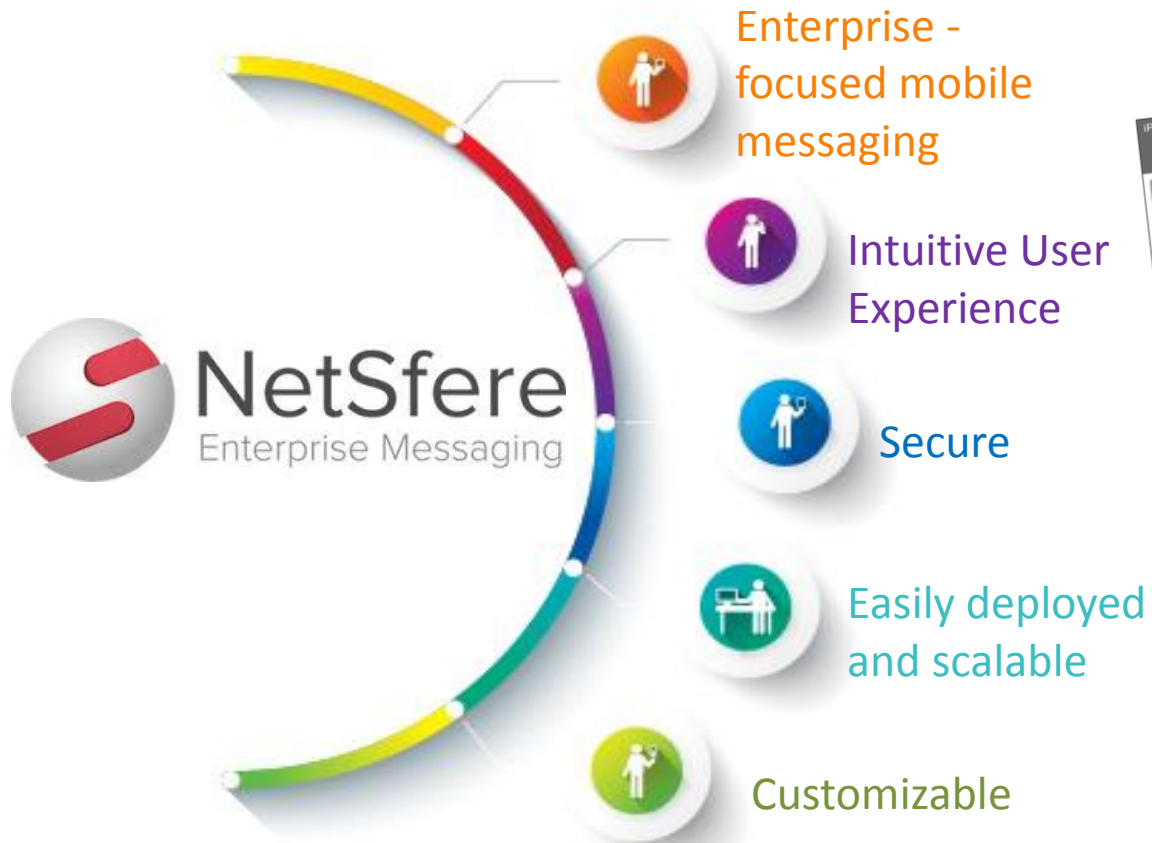 Enterprise -
focused mobile
messaging
Intuitive User
Experience
NetSfere
Enterprise Messaging
Secure
Easily deployed
and scalable
Customizable